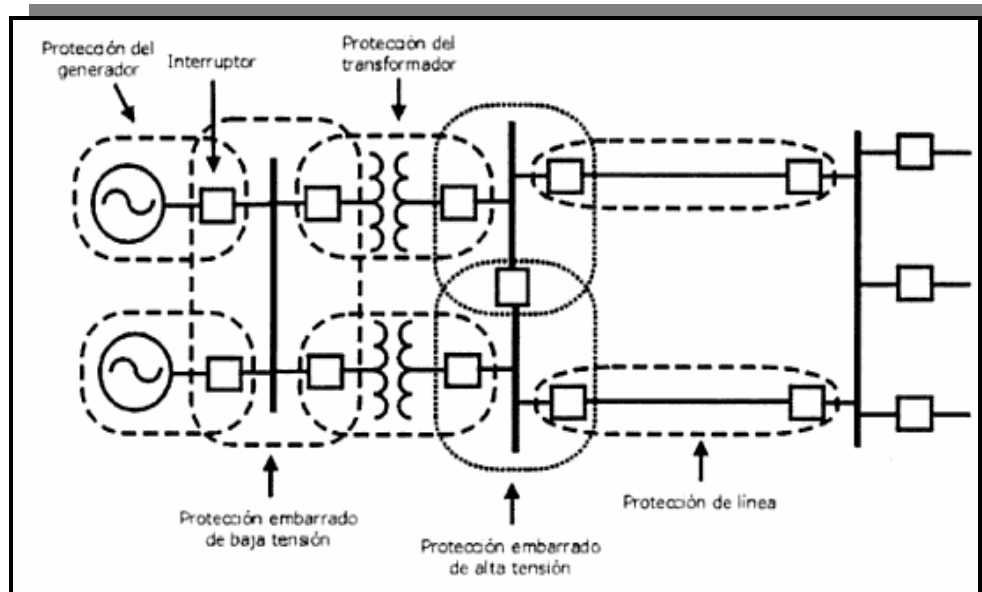 Protección del
generador
Interruptor
Protección del
transformador
Protección embarrado
de baja tensión
Protección embarrado
de alta tensión
Protección de línea